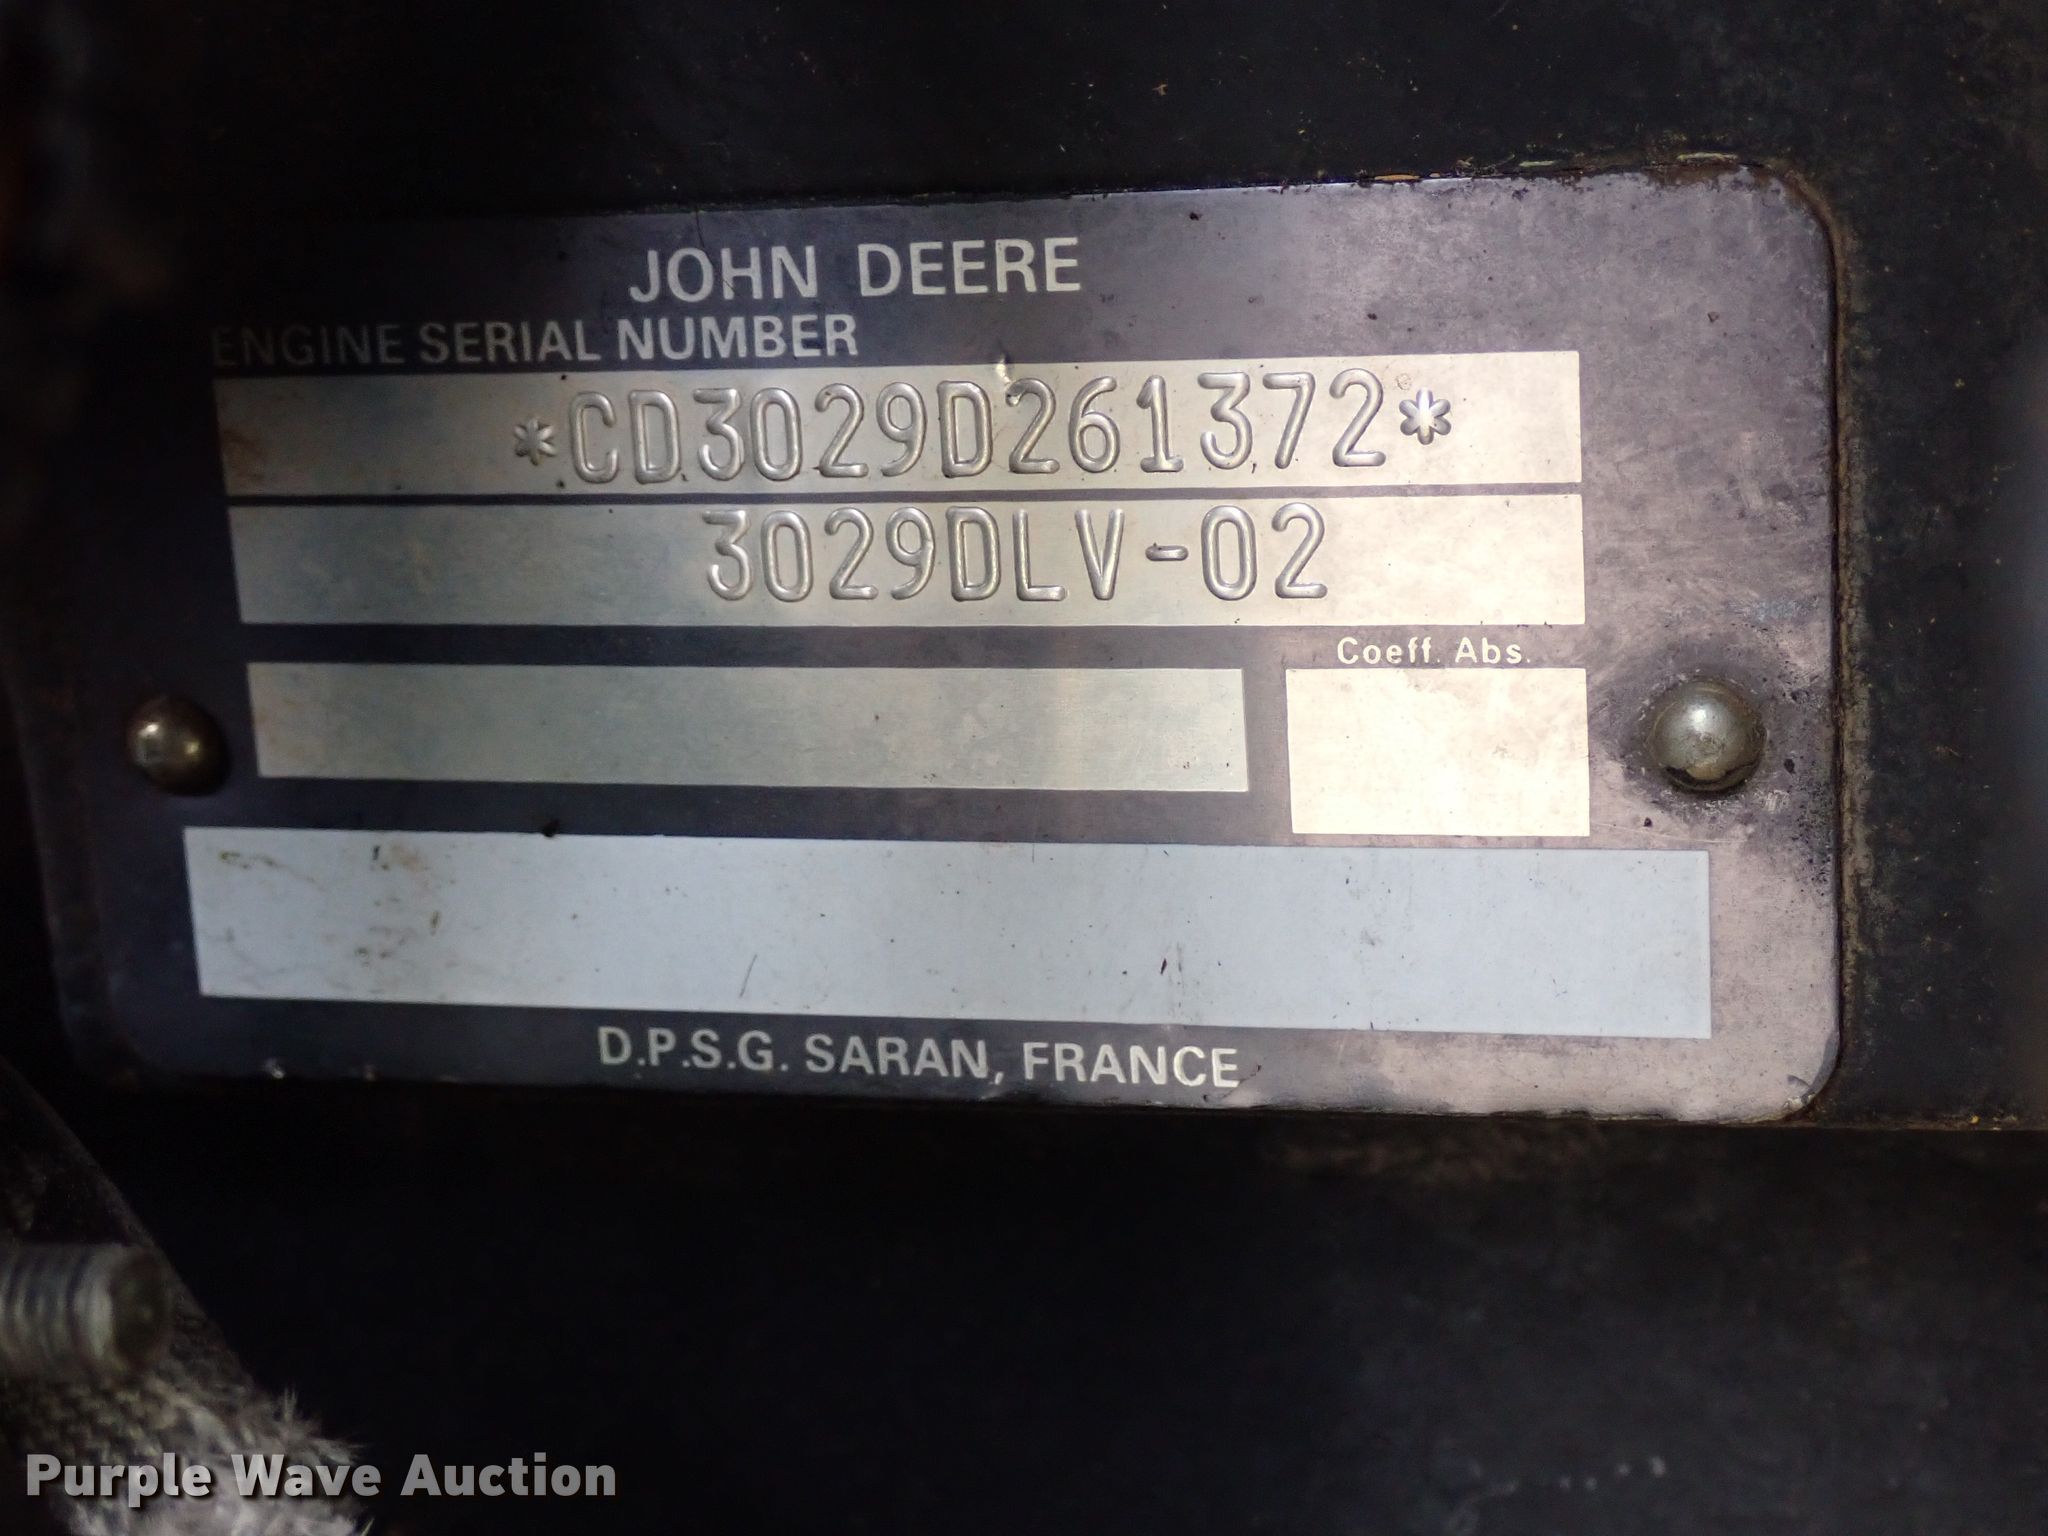 JOHN DEERE
ENGINE SERIAL NUMBER
*CD3029D261372*
3029DLV-02
Coeff. Abs.
D.P.S.G. SARAN, FRANCE
Purple Wave Auction